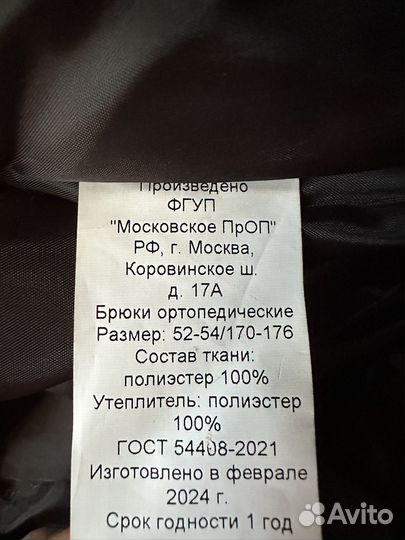 Произведено
ФГУП
"Московское ПрОП"
РФ, г. Москва,
Коровинское ш.
д. 17А
Брюки ортопедические
Размер: 52-54/170-176
Состав ткани:
полиэстер 100%
Утеплитель: полиэстер
100%
ГОСТ 54408-2021
Изготовлено в феврале
2024 г.
Срок годности 1 год
Avito